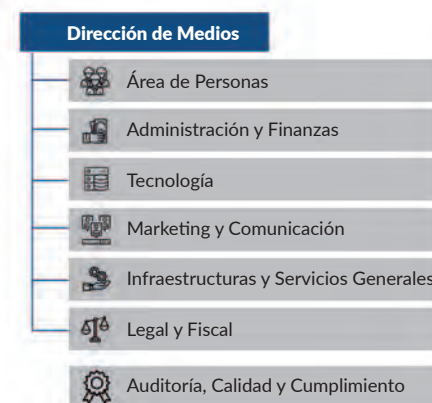 Dirección de Medios
Área de Personas
Administración y Finanzas
Tecnología
Marketing y Comunicación
Infraestructuras y Servicios Generales
Legal y Fiscal
Auditoría, Calidad y Cumplimiento